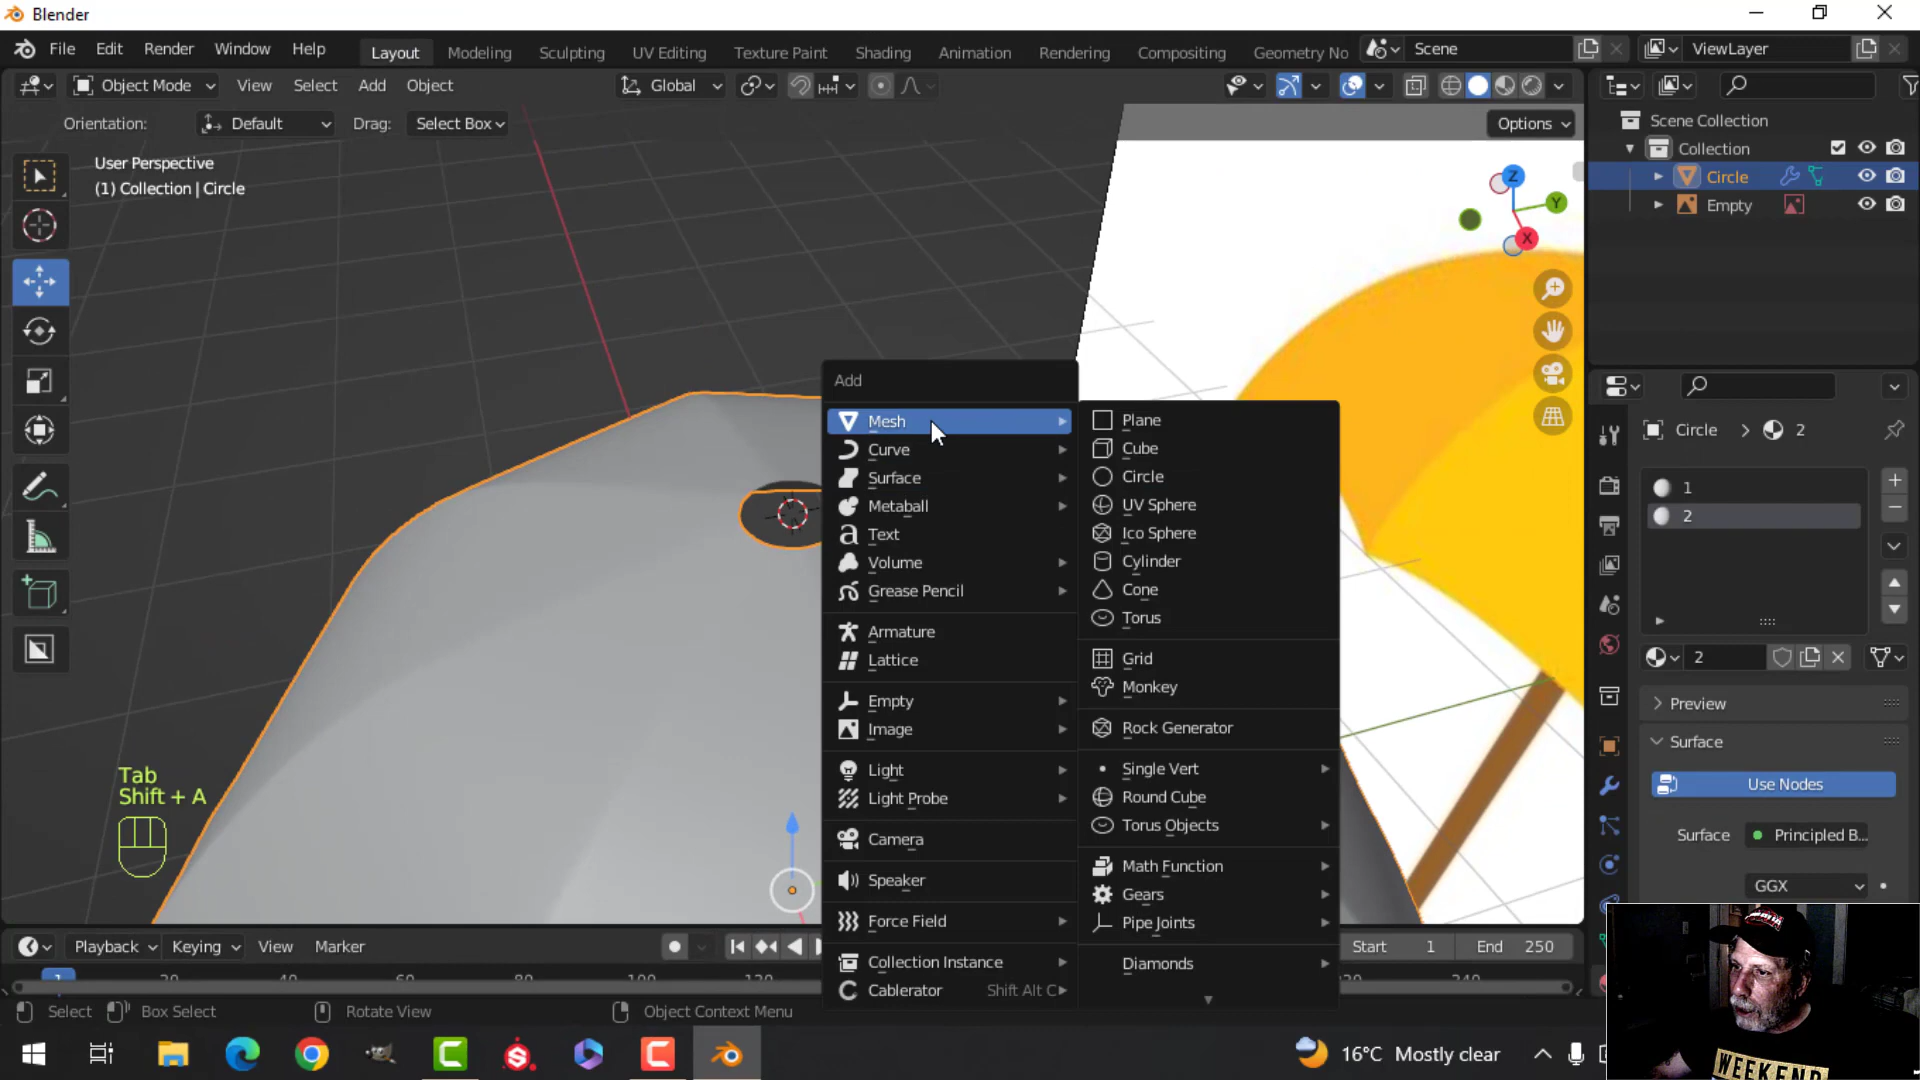 Blender
File Edit Render Window Help Layout Modeling Sculpting UV Editing Texture Paint Shading Animation Rendering Compositing Geometry No Scene ViewLayer
Object Mode View Select Add Object Global
Orientation: Default Drag: Select Box Options
User Perspective
(1) Collection | Circle
Scene Collection
Collection
Circle
Empty
Z
Y
X
Add
Mesh
Curve
Surface
Metaball
Text
Volume
Grease Pencil
Armature
Lattice
Empty
Image
Light
Light Probe
Camera
Speaker
Force Field
Collection Instance
Cablerator Shift Alt C
Plane
Cube
Circle
UV Sphere
Ico Sphere
Cylinder
Cone
Torus
Grid
Monkey
Rock Generator
Single Vert
Round Cube
Torus Objects
Math Function
Gears
Pipe Joints
Diamonds
Circle > 2
1
2
2
Preview
Surface
Use Nodes
Surface Principled B...
GGX
Tab
Shift + A
Playback Keying View Marker Start 1 End 250
1
Select Box Select Rotate View Object Context Menu
16°C Mostly clear
WEEKEND